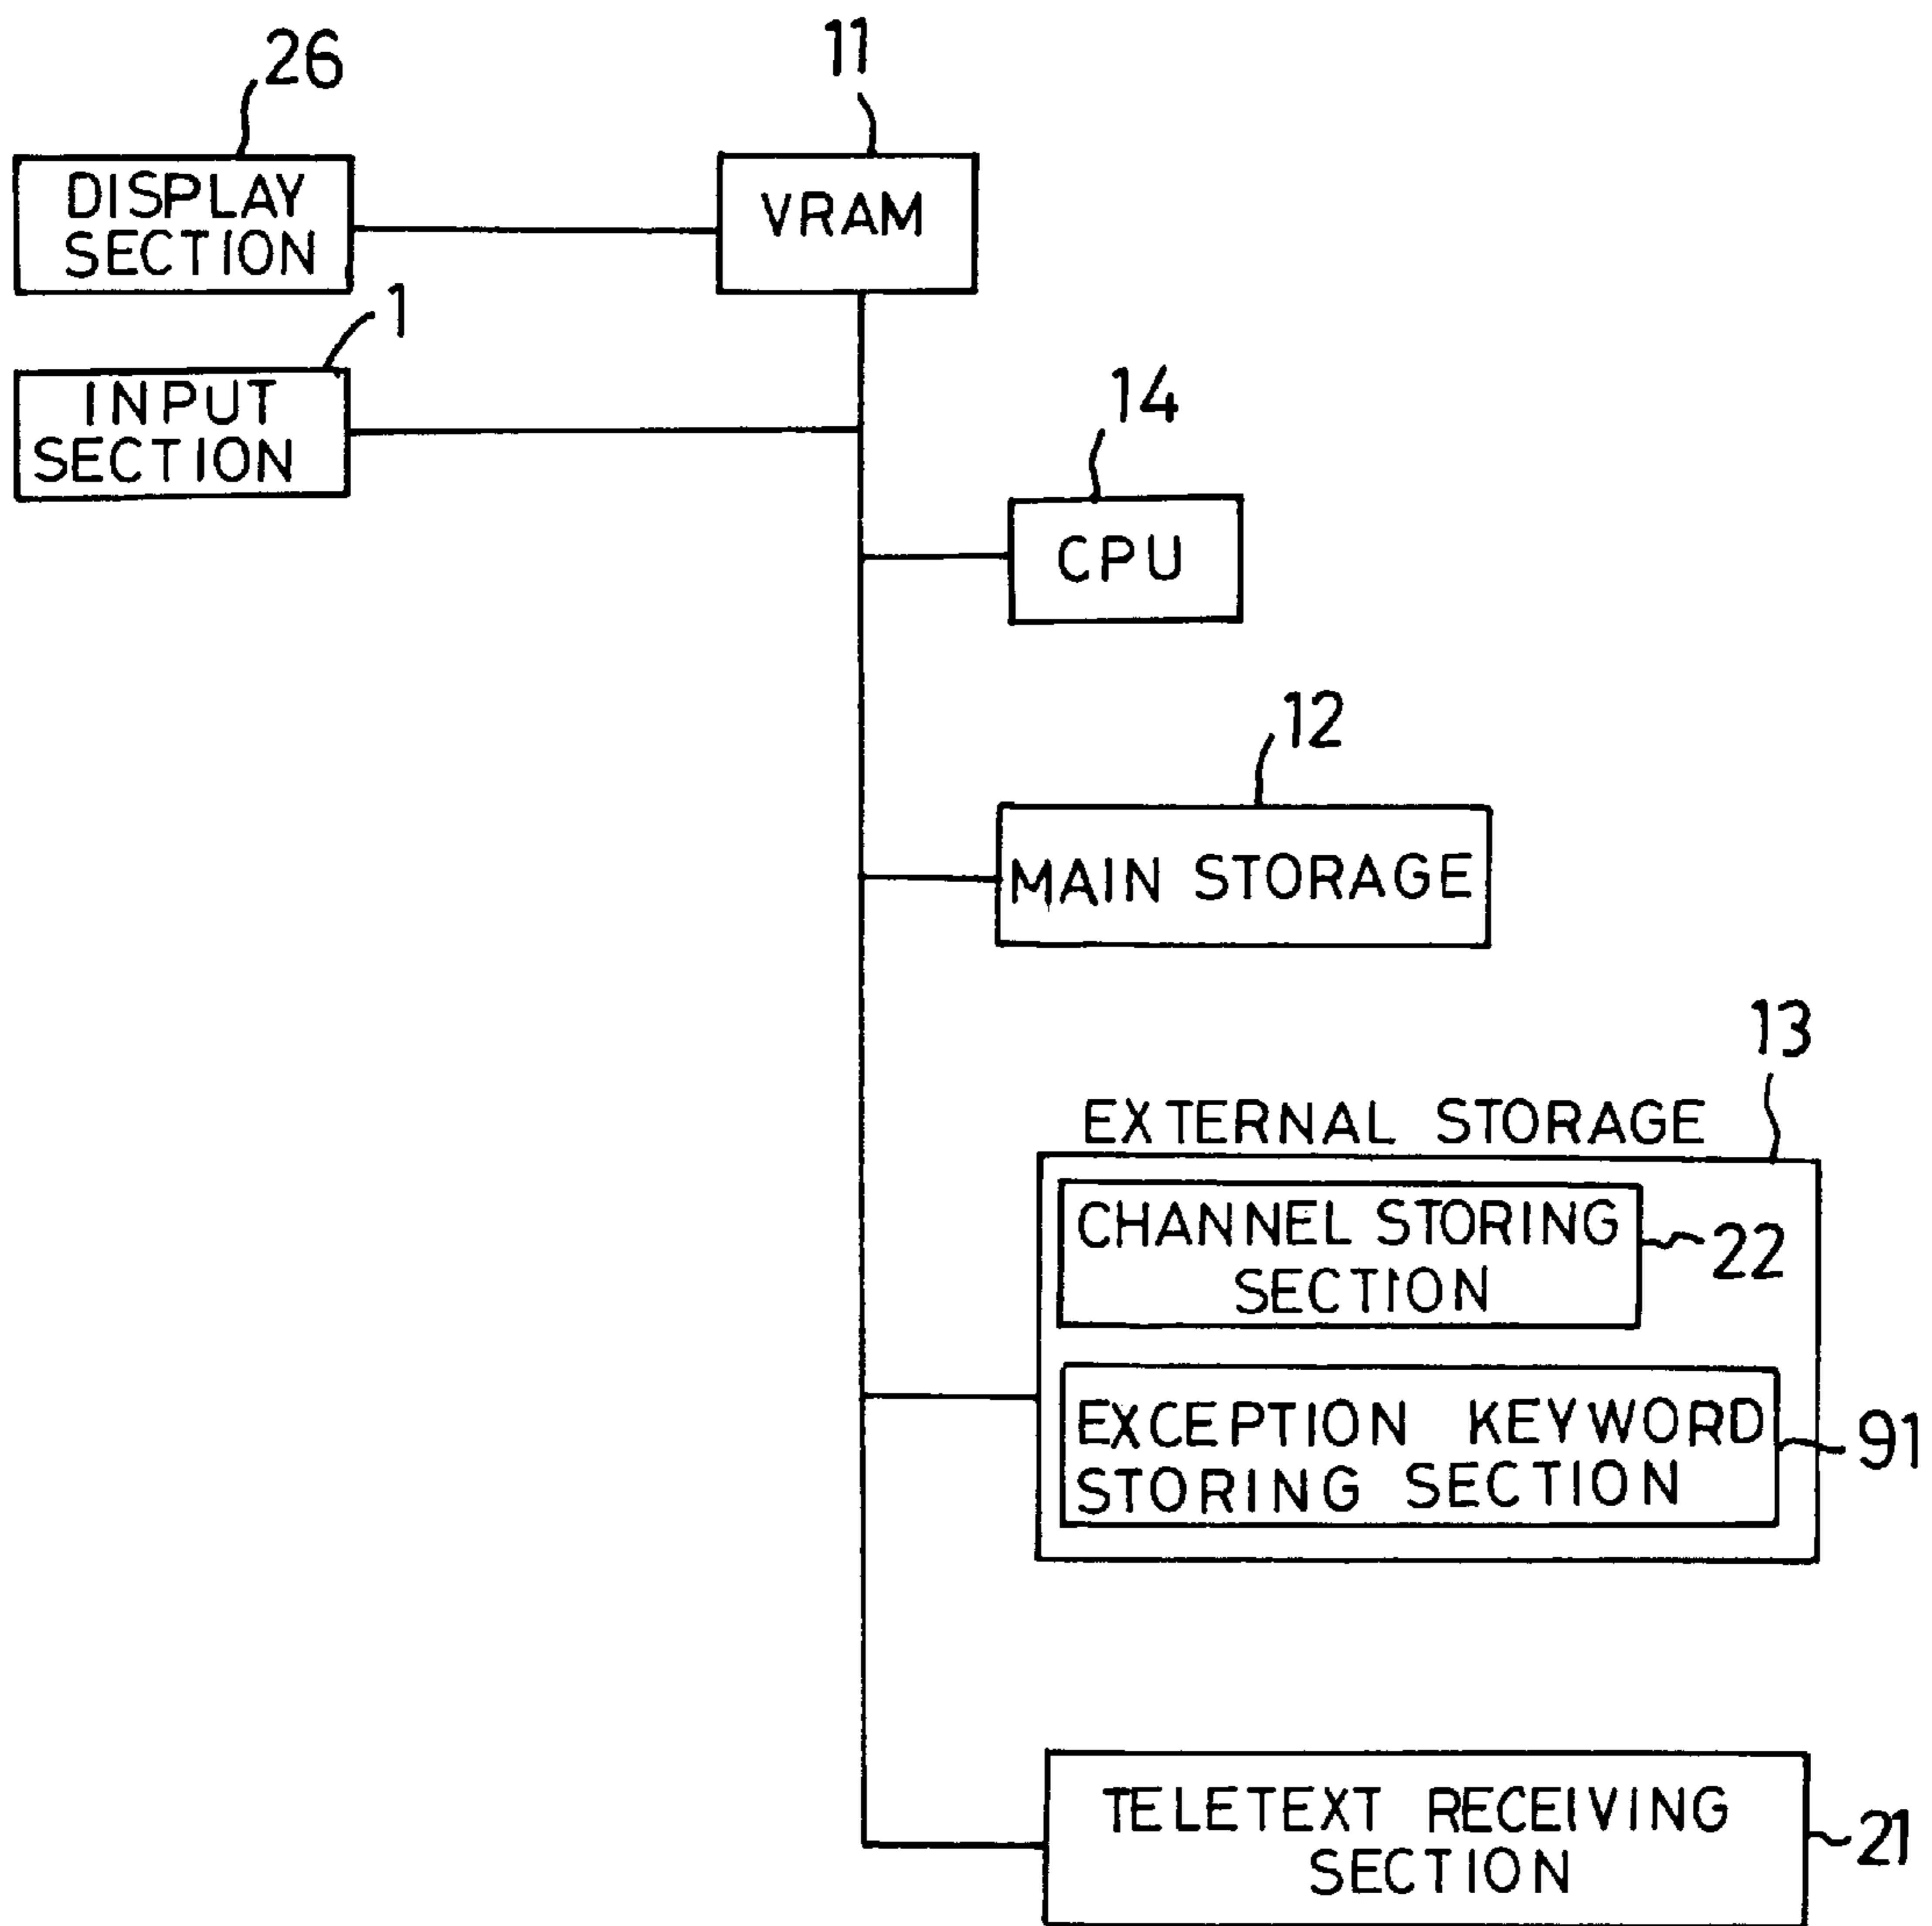 26
11
DISPLAY
SECTION
VRAM
1
INPUT
SECTION
14
CPU
12
MAIN STORAGE
13
EXTERNAL STORAGE
CHANNEL STORING
SECTION
22
EXCEPTION KEYWORD
STORING SECTION
91
TELETEXT RECEIVING
SECTION
21